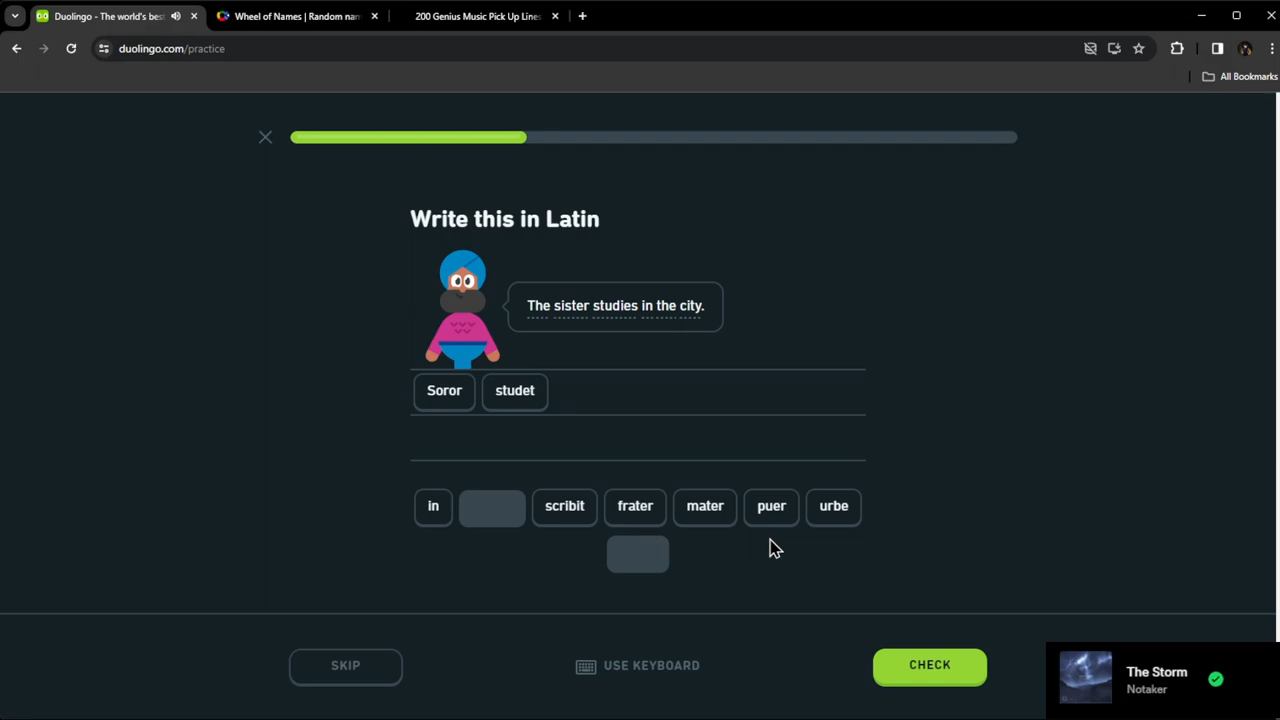 Duolingo - The world's best
Wheel of Names | Random nam
200 Genius Music Pick Up Lines
duolingo.com/practice
All Bookmarks
Write this in Latin
The sister studies in the city.
Soror studet
in scribit frater mater puer urbe
SKIP
USE KEYBOARD
CHECK
The Storm
Notaker